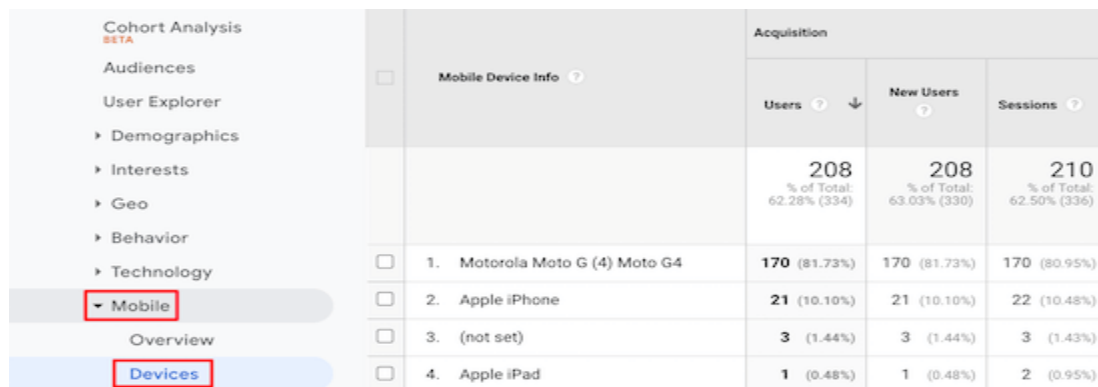 Cohort Analysis
BETA
Audiences
User Explorer
Demographics
Interests
Geo
Behavior
Technology
Mobile
Overview
Devices
Acquisition
Mobile Device Info ?
Users ?
New Users
?
Sessions ?
208
% of Total:
62.28% (334)
208
% of Total:
63.03% (330)
210
% of Total:
62.50% (336)
1. Motorola Moto G (4) Moto G4 170 (81.73%) 170 (81.73%) 170 (80.95%)
2. Apple iPhone 21 (10.10%) 21 (10.10%) 22 (10.48%)
3. (not set) 3 (1.44%) 3 (1.44%) 3 (1.43%)
4. Apple iPad 1 (0.48%) 1 (0.48%) 2 (0.95%)